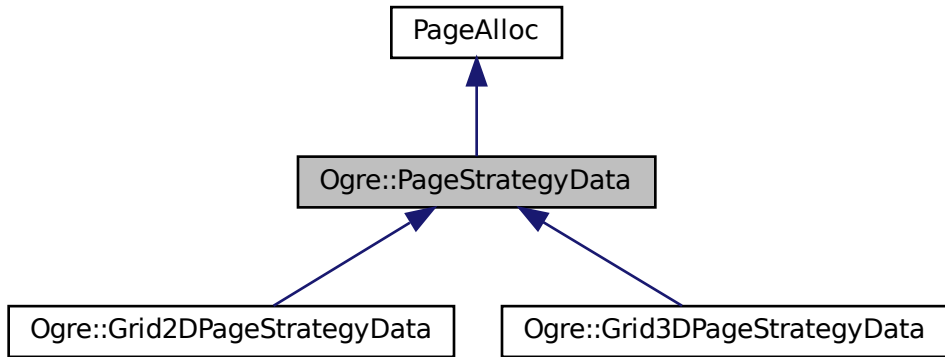 PageAlloc
Ogre::PageStrategyData
Ogre::Grid2DPageStrategyData
Ogre::Grid3DPageStrategyData